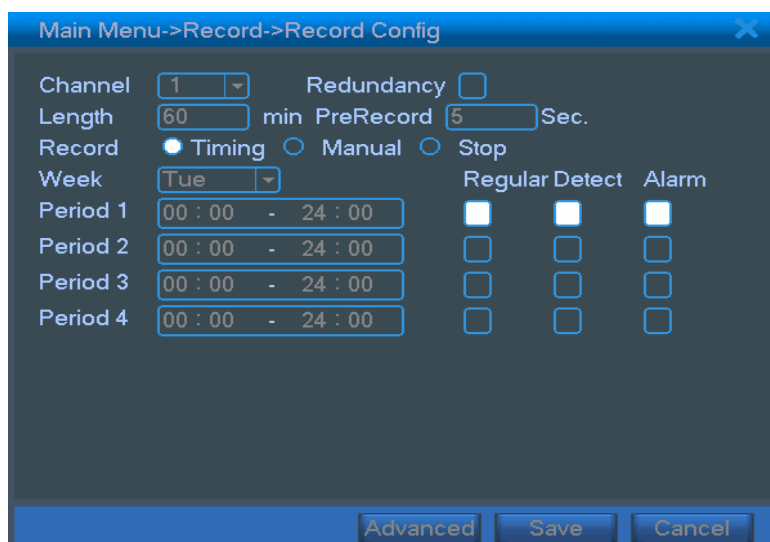 Main Menu->Record->Record Config
Channel 1 Redundancy
Length 60 min PreRecord 5 Sec.
Record Timing Manual Stop
Week Tue Regular Detect Alarm
Period 1 00 : 00 - 24 : 00
Period 2 00 : 00 - 24 : 00
Period 3 00 : 00 - 24 : 00
Period 4 00 : 00 - 24 : 00
Advanced Save Cancel